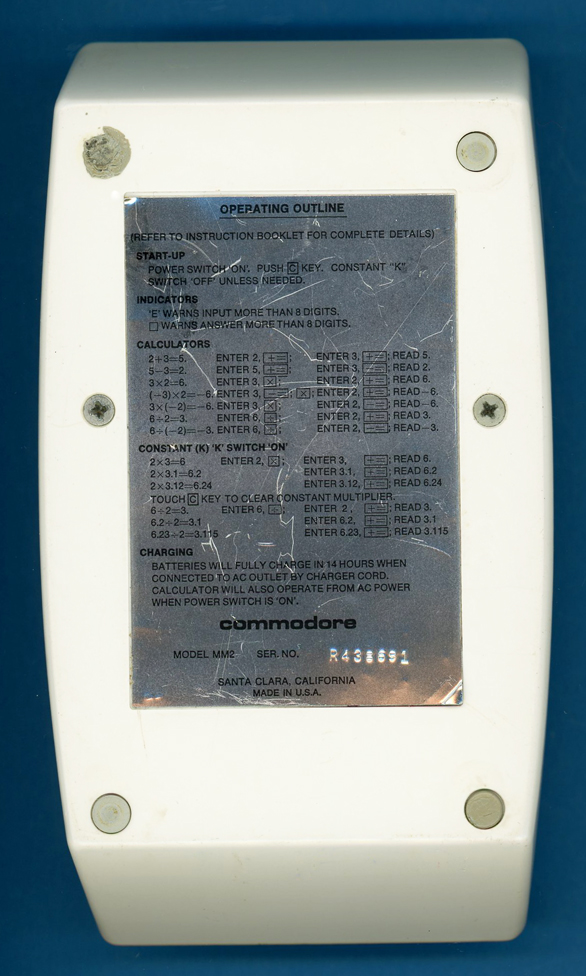 OPERATING OUTLINE
(REFER TO INSTRUCTION BOOKLET FOR COMPLETE DETAILS)
START-UP
POWER SWITCH 'ON'. PUSH C KEY. CONSTANT "K"
SWITCH 'OFF' UNLESS NEEDED.
INDICATORS
'E' WARNS INPUT MORE THAN 8 DIGITS.
□ WARNS ANSWER MORE THAN 8 DIGITS.
CALCULATORS
2+3=5. ENTER 2, +=; ENTER 3, +=; READ 5.
5−3=2. ENTER 5, +=; ENTER 3, −=; READ 2.
3×2=6. ENTER 3, ×; ENTER 2, +=; READ 6.
(−3)×2=−6. ENTER 3, −=; ×; ENTER 2, +=; READ−6.
3×(−2)=−6. ENTER 3, ×; ENTER 2, −=; READ−6.
6÷2=3. ENTER 6, ÷; ENTER 2, +=; READ 3.
6÷(−2)=−3. ENTER 6, ÷; ENTER 2, −=; READ−3.
CONSTANT (K) 'K' SWITCH 'ON'
2×3=6 ENTER 2, ×; ENTER 3, +=; READ 6.
2×3.1=6.2 ENTER 3.1, +=; READ 6.2
2×3.12=6.24 ENTER 3.12, +=; READ 6.24
TOUCH C KEY TO CLEAR CONSTANT MULTIPLIER.
6÷2=3. ENTER 6, ÷; ENTER 2, +=; READ 3.
6.2÷2=3.1 ENTER 6.2, +=; READ 3.1
6.23÷2=3.115 ENTER 6.23, +=; READ 3.115
CHARGING
BATTERIES WILL FULLY CHARGE IN 14 HOURS WHEN
CONNECTED TO AC OUTLET BY CHARGER CORD.
CALCULATOR WILL ALSO OPERATE FROM AC POWER
WHEN POWER SWITCH IS 'ON'.
commodore
MODEL MM2 SER. NO.
SANTA CLARA, CALIFORNIA
MADE IN U.S.A.